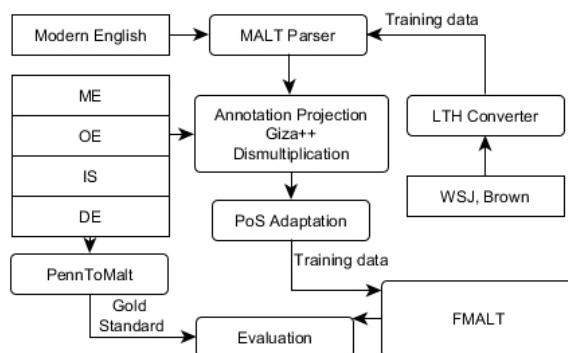 Modern English
MALT Parser
Training data
ME
OE
IS
DE
Annotation Projection
Giza++
Dismultiplication
LTH Converter
WSJ, Brown
PoS Adaptation
PennToMalt
Training data
Gold
Standard
Evaluation
FMALT